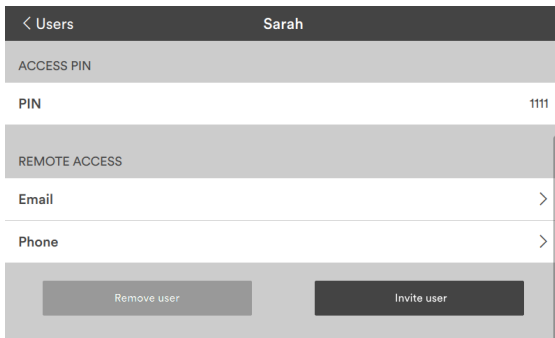 Users Sarah
ACCESS PIN
PIN 1111
REMOTE ACCESS
Email
Phone
Remove user Invite user